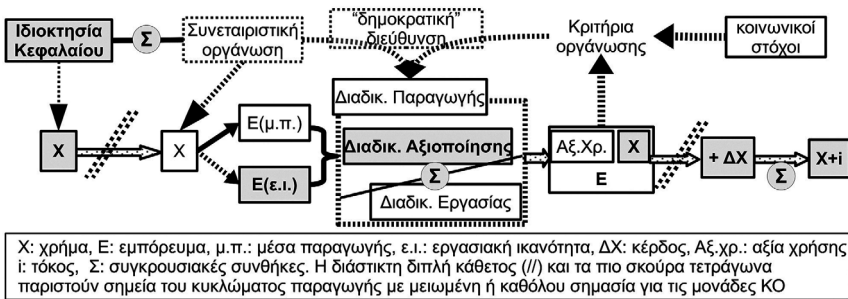 Ιδιοκτησία
Κεφαλαίου
Σ
Συνεταιριστική
οργάνωση
“δημοκρατική”
διεύθυνση
Κριτήρια
οργάνωσης
κοινωνικοί
στόχοι
Χ
Χ
Ε(μ.π.)
Ε(ε.ι.)
Διαδικ. Παραγωγής
Διαδικ. Αξιοποίησης
Σ
Διαδικ. Εργασίας
Αξ.Χρ.
Χ
Ε
+ ΔΧ
Σ
Χ+i
Χ: χρήμα, Ε: εμπόρευμα, μ.π.: μέσα παραγωγής, ε.ι.: εργασιακή ικανότητα, ΔΧ: κέρδος, Αξ.χρ.: αξία χρήσης
i: τόκος, Σ: συγκρουσιακές συνθήκες. Η διάστικτη διπλή κάθετος (//) και τα πιο σκούρα τετράγωνα
παριστούν σημεία του κυκλώματος παραγωγής με μειωμένη ή καθόλου σημασία για τις μονάδες ΚΟ